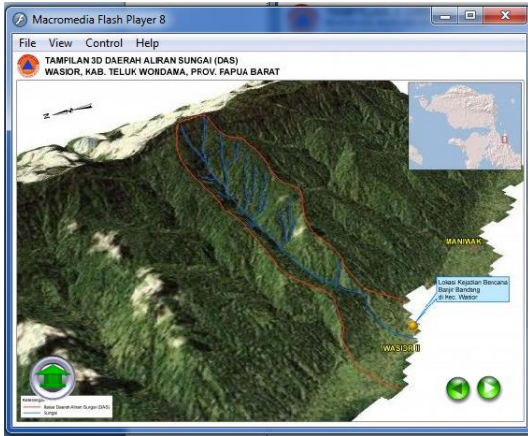 Macromedia Flash Player 8
File View Control Help
TAMPILAN 3D DAERAH ALIRAN SUNGAI (DAS)
WASIOR, KAB. TELUK WONDAMA, PROV. PAPUA BARAT
MANIWAK
Lokasi Kejadian Bencana
Banjir Bandang
di Kec. Wasior
WASIOR II
Keterangan
Batas Daerah Aliran Sungai (DAS)
Sungai